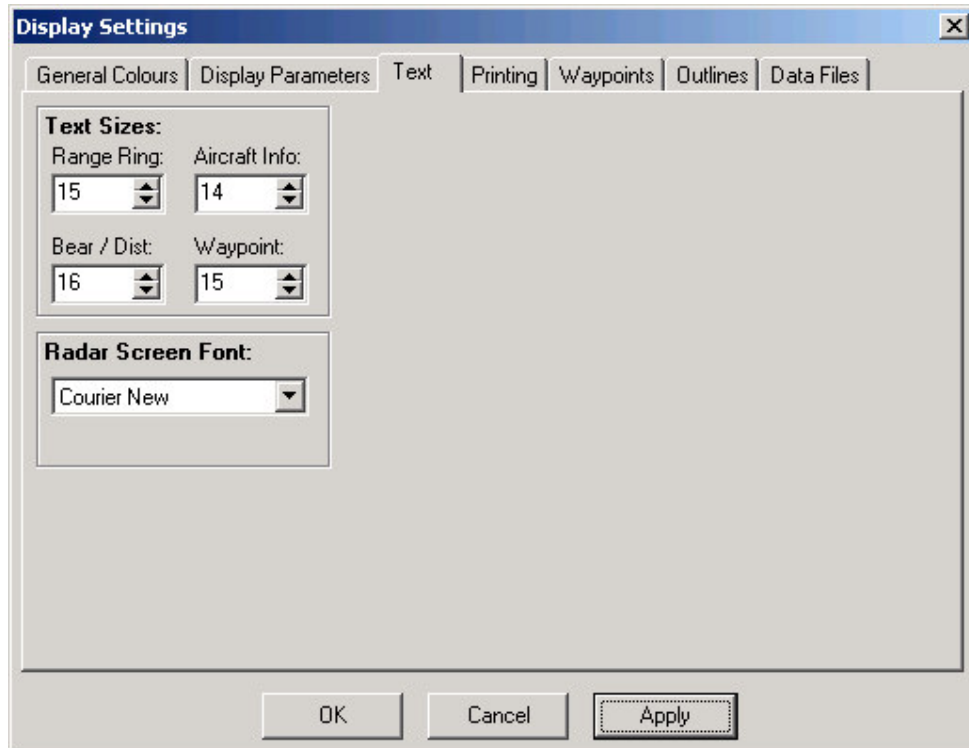 Display Settings
General Colours Display Parameters Text Printing Waypoints Outlines Data Files
Text Sizes:
Range Ring: Aircraft Info:
15 14
Bear / Dist: Waypoint:
16 15
Radar Screen Font:
Courier New
OK Cancel Apply